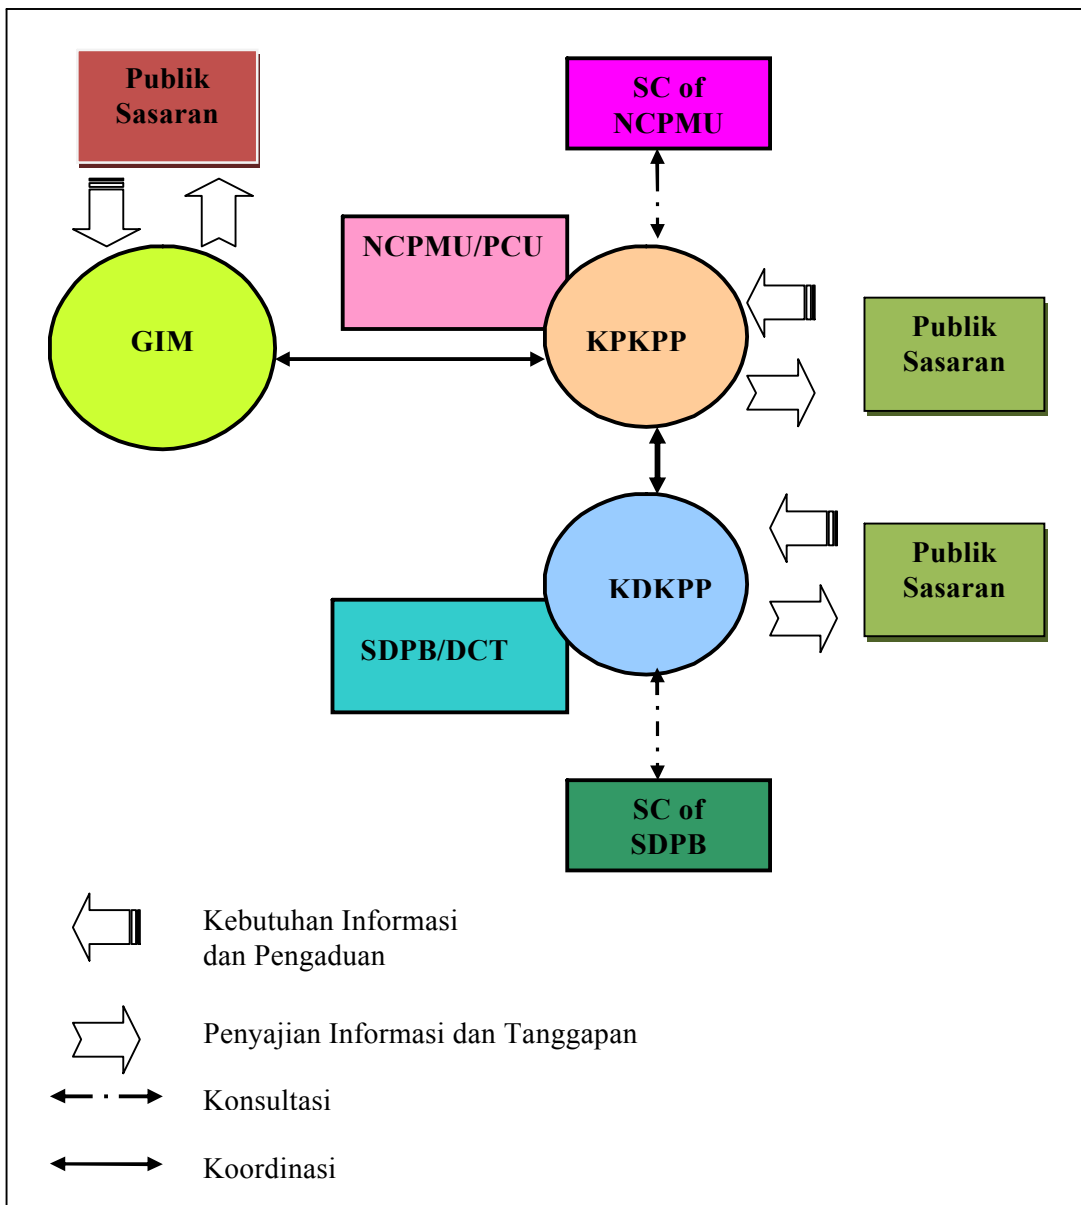 Publik
Sasaran
SC of
NCPMU
NCPMU/PCU
GIM
KPKPP
Publik
Sasaran
KDKPP
Publik
Sasaran
SDPB/DCT
SC of
SDPB
Kebutuhan Informasi
dan Pengaduan
Penyajian Informasi dan Tanggapan
Konsultasi
Koordinasi